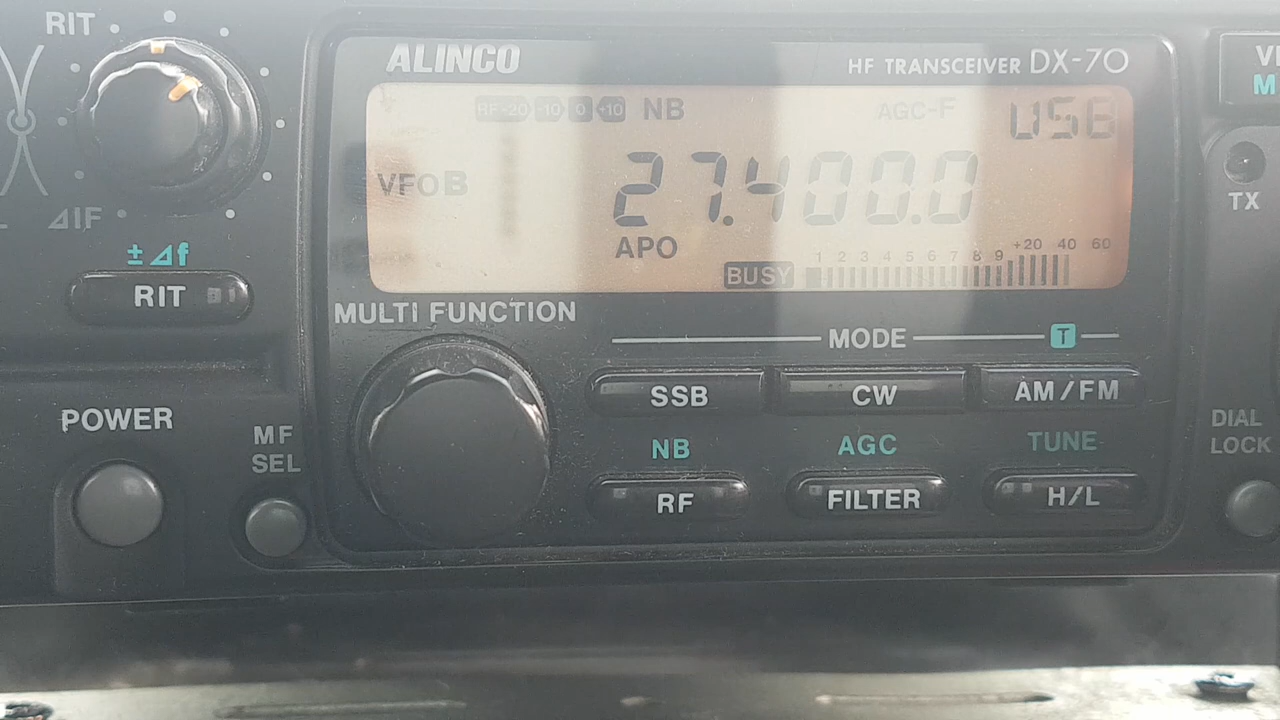 RIT
ALINCO
HF TRANSCEIVER DX-70
RF-20 -10 0 +10 NB AGC-F USB
VFOB 27.400.0
APO
BUSY 1 2 3 4 5 6 7 8 9 +20 40 60
⊿IF
±⊿f
RIT
MULTI FUNCTION
MODE T
SSB CW AM/FM
NB AGC TUNE
RF FILTER H/L
POWER
MF
SEL
M
TX
DIAL
LOCK